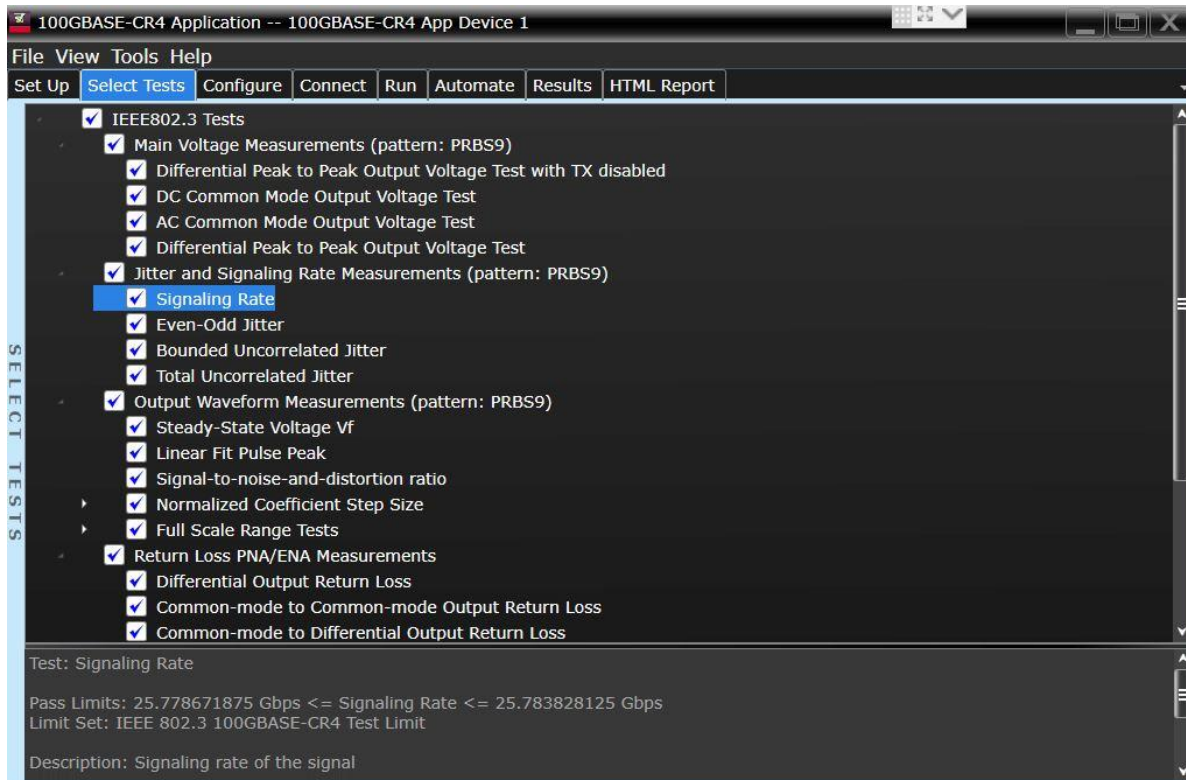 100GBASE-CR4 Application -- 100GBASE-CR4 App Device 1
File View Tools Help
Set Up Select Tests Configure Connect Run Automate Results HTML Report
IEEE802.3 Tests
Main Voltage Measurements (pattern: PRBS9)
Differential Peak to Peak Output Voltage Test with TX disabled
DC Common Mode Output Voltage Test
AC Common Mode Output Voltage Test
Differential Peak to Peak Output Voltage Test
Jitter and Signaling Rate Measurements (pattern: PRBS9)
Signaling Rate
Even-Odd Jitter
Bounded Uncorrelated Jitter
Total Uncorrelated Jitter
Output Waveform Measurements (pattern: PRBS9)
Steady-State Voltage Vf
Linear Fit Pulse Peak
Signal-to-noise-and-distortion ratio
Normalized Coefficient Step Size
Full Scale Range Tests
Return Loss PNA/ENA Measurements
Differential Output Return Loss
Common-mode to Common-mode Output Return Loss
Common-mode to Differential Output Return Loss
SELECT TESTS
Test: Signaling Rate
Pass Limits: 25.778671875 Gbps <= Signaling Rate <= 25.783828125 Gbps
Limit Set: IEEE 802.3 100GBASE-CR4 Test Limit
Description: Signaling rate of the signal